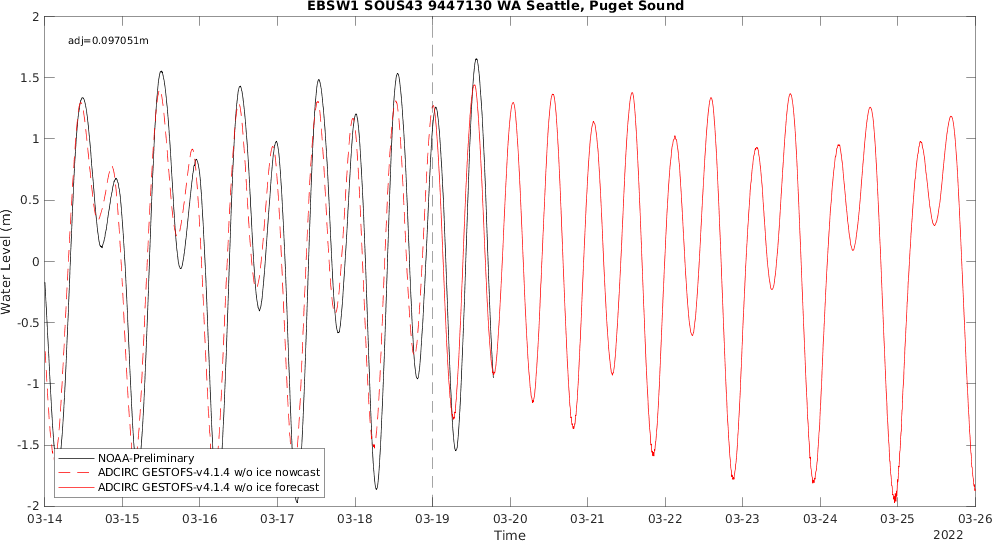 EBSW1 SOUS43 9447130 WA Seattle, Puget Sound
adj=0.097051m
2
1.5
1
0.5
0
-0.5
-1
-1.5
-2
Water Level (m)
NOAA-Preliminary
ADCIRC GESTOFS-v4.1.4 w/o ice nowcast
ADCIRC GESTOFS-v4.1.4 w/o ice forecast
03-14 03-15 03-16 03-17 03-18 03-19 03-20 03-21 03-22 03-23 03-24 03-25 03-26
Time
2022